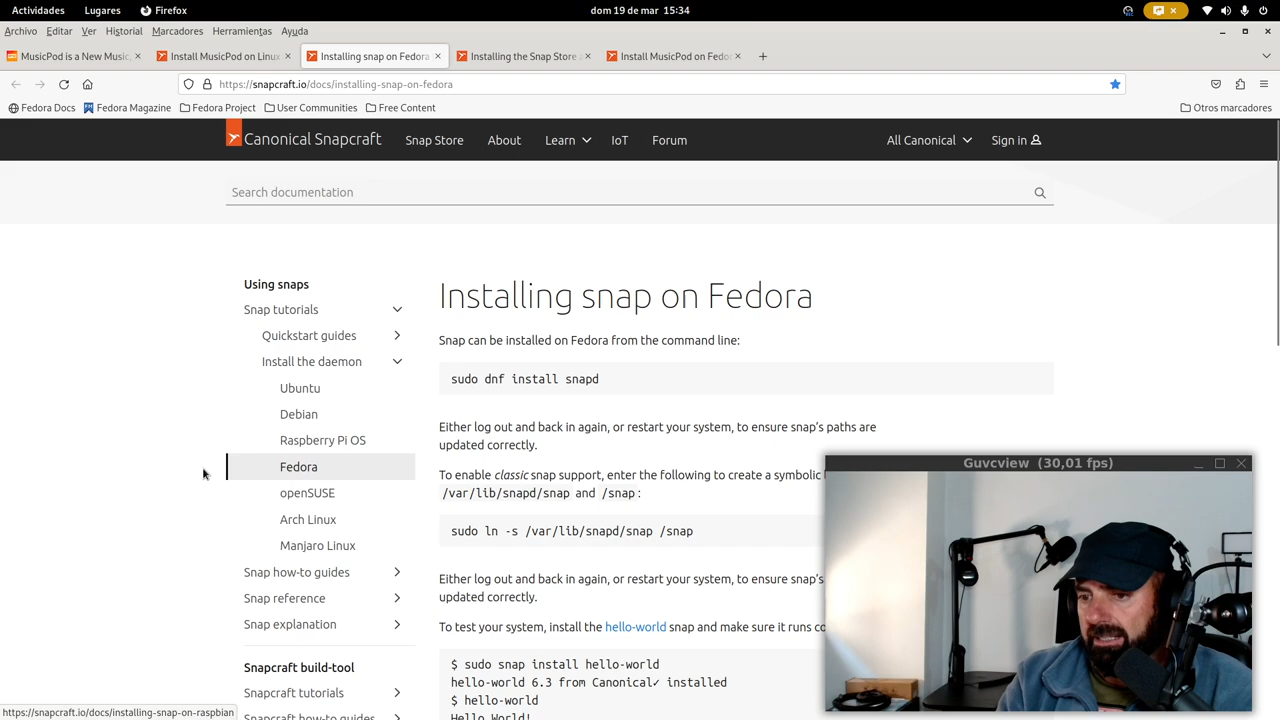 Actividades Lugares Firefox dom 19 de mar 15:34
Archivo Editar Ver Historial Marcadores Herramientas Ayuda
MusicPod is a New Music Install MusicPod on Linux Installing snap on Fedora Installing the Snap Store Install MusicPod on Fedo
https://snapcraft.io/docs/installing-snap-on-fedora
Fedora Docs Fedora Magazine Fedora Project User Communities Free Content Otros marcadores
Canonical Snapcraft Snap Store About Learn IoT Forum All Canonical Sign in
Search documentation
Using snaps
Snap tutorials
Quickstart guides
Install the daemon
Ubuntu
Debian
Raspberry Pi OS
Fedora
openSUSE
Arch Linux
Manjaro Linux
Snap how-to guides
Snap reference
Snap explanation
Snapcraft build-tool
Snapcraft tutorials
Snapcraft how-to guides
Installing snap on Fedora
Snap can be installed on Fedora from the command line:
sudo dnf install snapd
Either log out and back in again, or restart your system, to ensure snap's paths are
updated correctly.
To enable classic snap support, enter the following to create a symbolic l
/var/lib/snapd/snap and /snap:
sudo ln -s /var/lib/snapd/snap /snap
Either log out and back in again, or restart your system, to ensure snap's
updated correctly.
To test your system, install the hello-world snap and make sure it runs co
$ sudo snap install hello-world
hello-world 6.3 from Canonical✓ installed
$ hello-world
Hello World!
Guvcview (30,01 fps)
https://snapcraft.io/docs/installing-snap-on-raspbian